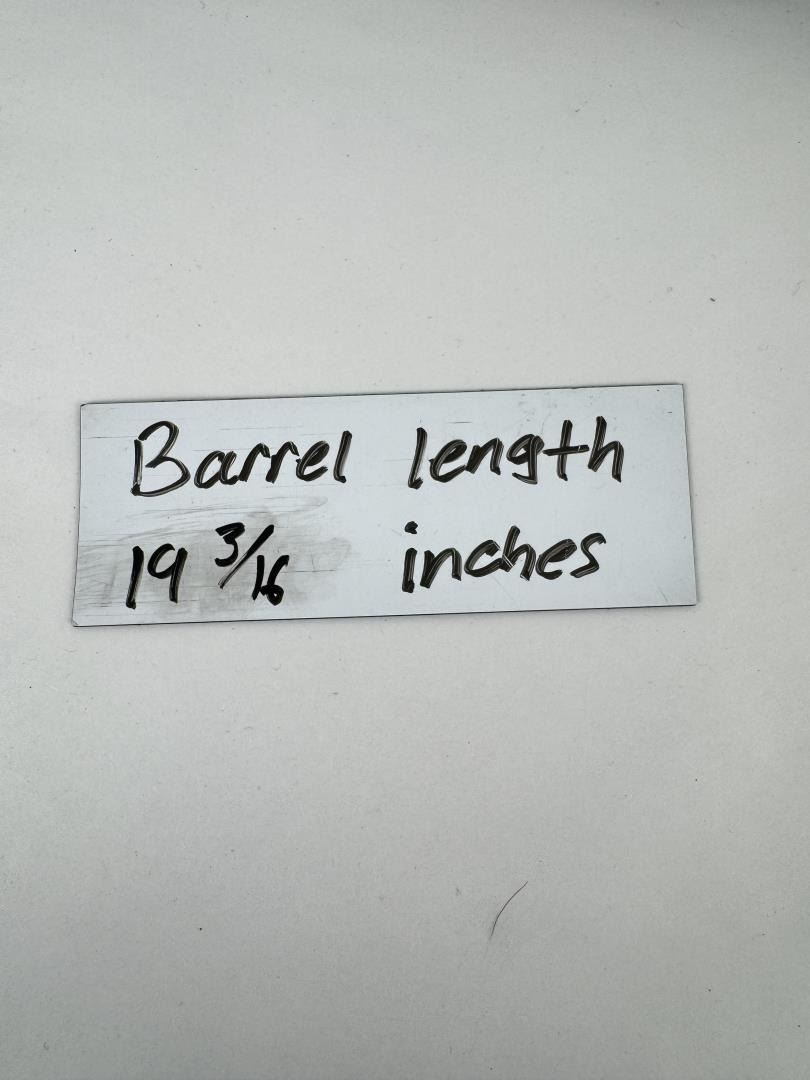 Barrel length
19 3/16 inches